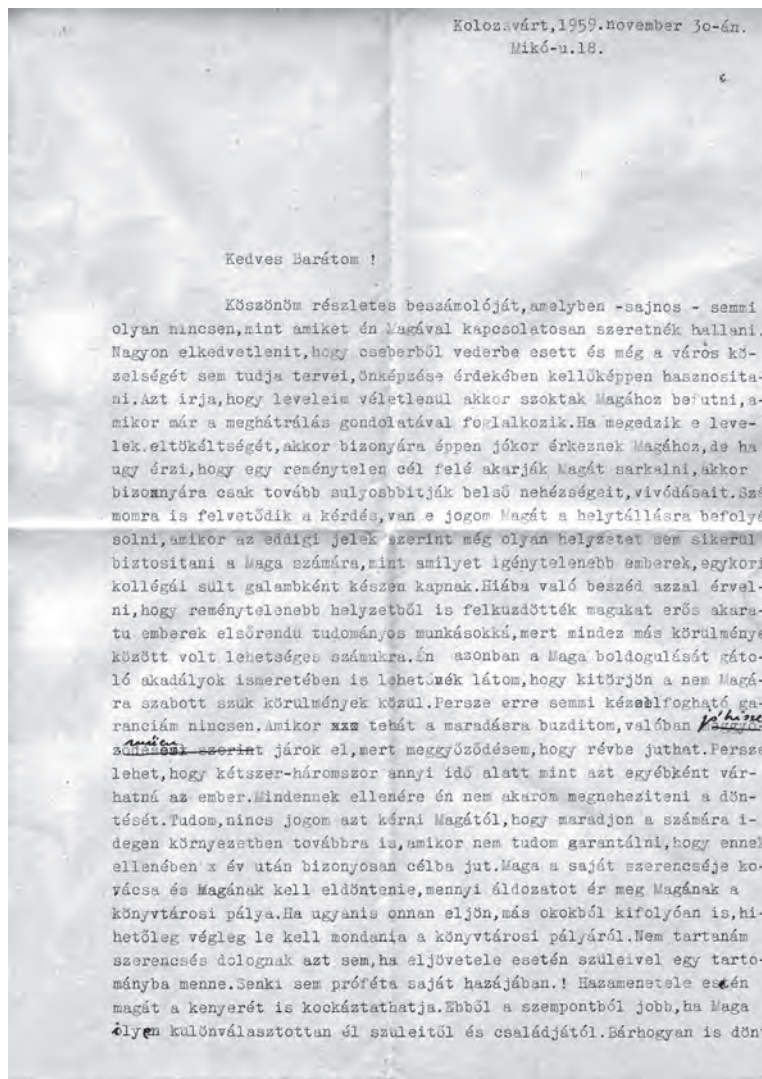 Kolozsvárt,1959.november 30-án.
Mikó-u.18.
Kedves Barátom !
Köszönöm részletes beszámolóját,amelyben -sajnos - semmi
olyan nincsen,mint amiket én Magával kapcsolatosan szeretnék hallani.
Nagyon elkedvetlenit,hogy cseberből vederbe esett és még a város kö-
zelségét sem tudja tervei,önképzése érdekében kellőképpen hasznosita-
ni.Azt irja,hogy leveleim véletlenül akkor szoktak Magához befutni,a-
mikor már a meghátrálás gondolatával foglalkozik.Ha megedzik e leve-
lek eltökéltségét,akkor bizonyára éppen jókor érkeznek Magához,de ha
ugy érzi,hogy egy reménytelen cél felé akarják Magát sarkalni,akkor
bizonnyára csak tovább sulyosbbitják belső nehézségeit,vivódásait.Szá
momra is felvetődik a kérdés,van e jogom Magát a helytállásra befolyá
solni,amikor az eddigi jelek szerint még olyan helyzetet sem sikerül
biztositani a Maga számára,mint amilyet igénytelenebb emberek,egykori
kollégái sült galambként készen kapnak.Hiába való beszéd azzal érvel-
ni,hogy reménytelenebb helyzetből is felküzdötték magukat erős akara-
tu emberek elsőrendü tudományos munkásokká,mert mindez más körülménye
között volt lehetséges számukra.Én azonban a Maga boldogulását gáto-
ló akadályok ismeretében is lehetőnék látom,hogy kitörjön a nem Magá-
ra szabott szük körülmények közül.Persze erre semmi kézzelfogható ga-
ranciám nincsen.Amikor xxx tehát a maradásra buzditom,valóban jóhisze
müen járok el,mert meggyőződésem,hogy révbe juthat.Persze
lehet,hogy kétszer-háromszor annyi idő alatt mint azt egyébként vár-
hatná az ember.Mindennek ellenére én nem akarom megneheziteni a dön-
tését.Tudom,nincs jogom azt kérni Magától,hogy maradjon a számára i-
degen környezetben továbbra is,amikor nem tudom garantálni,hogy ennek
ellenében x év után bizonyosan célba jut.Maga a saját szerencséje ko-
vácsa és Magának kell eldöntenie,mennyi áldozatot ér meg Magának a
könyvtárosi pálya.Ha ugyanis onnan eljön,más okokból kifolyóan is,hi-
hetőleg végleg le kell mondania a könyvtárosi pályáról.Nem tartanám
szerencsés dolognak azt sem,ha eljövetele esetén szüleivel egy tarto-
mányba menne.Senki sem próféta saját hazájában.! Hazamenetele esetén
magát a kenyerét is kockáztathatja.Ebből a szempontból jobb,ha Maga
ilyen különválasztottan él szüleitől és családjától.Bárhogyan is dönt